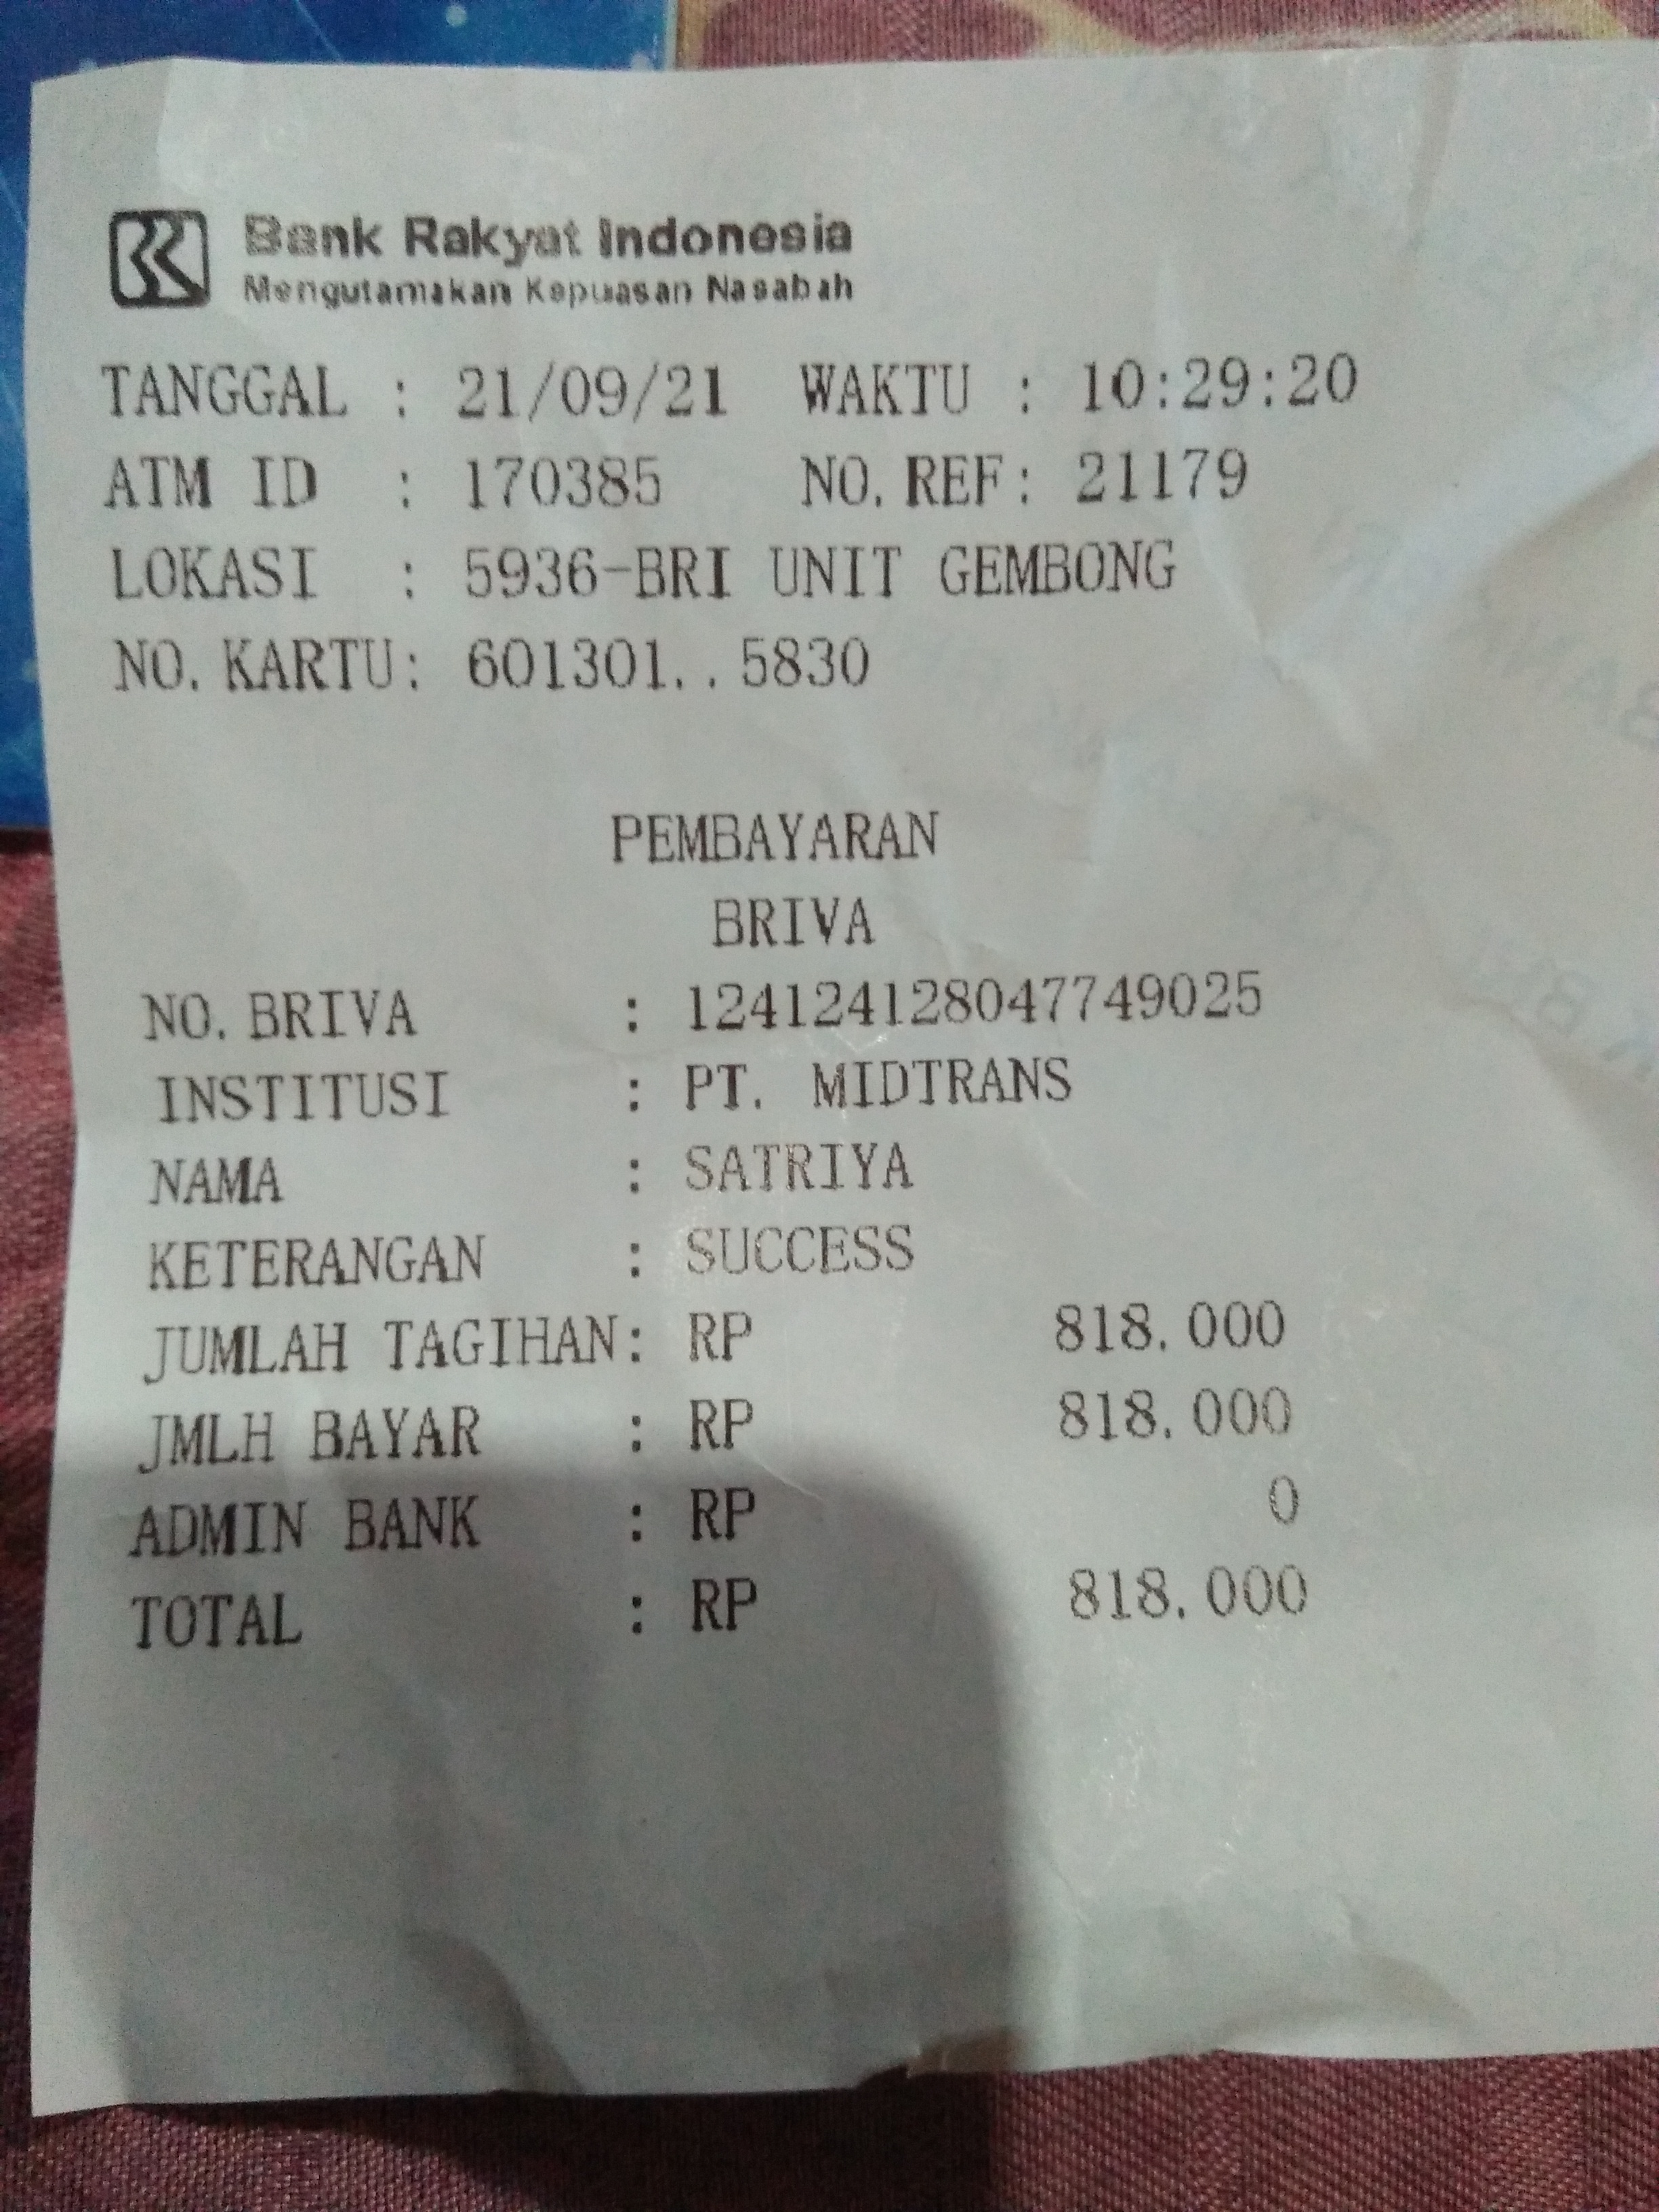 Bank Rakyat Indonesia
Mengutamakan Kepuasan Nasabah
TANGGAL : 21/09/21 WAKTU : 10:29:20
ATM ID : 170385 NO.REF: 21179
LOKASI : 5936-BRI UNIT GEMBONG
NO.KARTU: 601301..5830
PEMBAYARAN
BRIVA
NO.BRIVA : 124124128047749025
INSTITUSI : PT. MIDTRANS
NAMA : SATRIYA
KETERANGAN : SUCCESS
JUMLAH TAGIHAN: RP 818.000
JMLH BAYAR : RP 818.000
ADMIN BANK : RP 0
TOTAL : RP 818.000